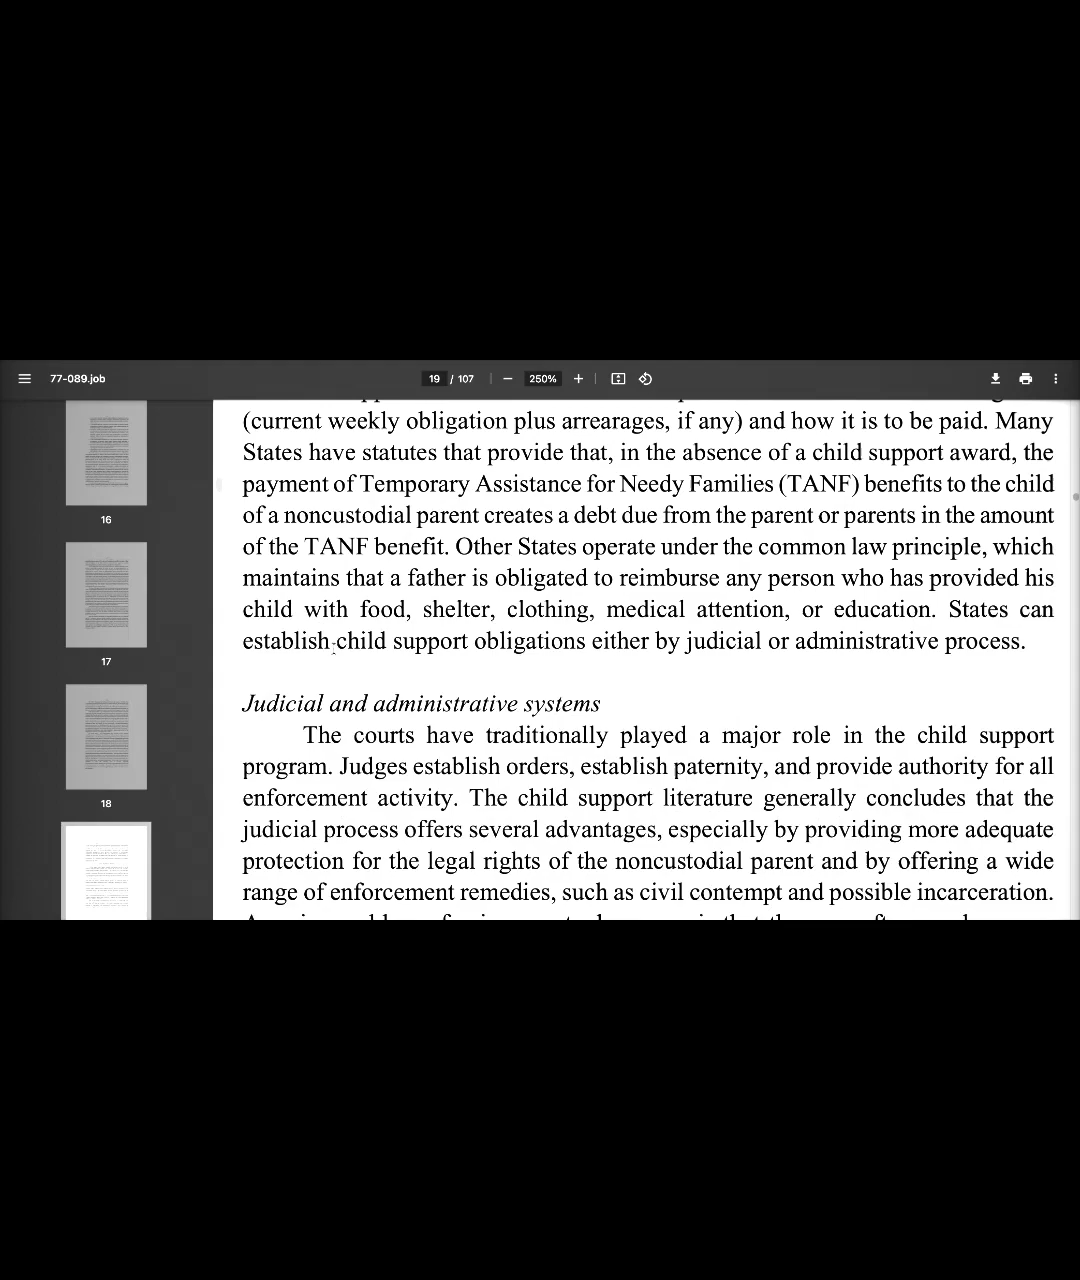 77-089.job
19 / 107
250%
(current weekly obligation plus arrearages, if any) and how it is to be paid. Many
States have statutes that provide that, in the absence of a child support award, the
payment of Temporary Assistance for Needy Families (TANF) benefits to the child
of a noncustodial parent creates a debt due from the parent or parents in the amount
of the TANF benefit. Other States operate under the common law principle, which
maintains that a father is obligated to reimburse any person who has provided his
child with food, shelter, clothing, medical attention, or education. States can
establish child support obligations either by judicial or administrative process.
Judicial and administrative systems
The courts have traditionally played a major role in the child support
program. Judges establish orders, establish paternity, and provide authority for all
enforcement activity. The child support literature generally concludes that the
judicial process offers several advantages, especially by providing more adequate
protection for the legal rights of the noncustodial parent and by offering a wide
range of enforcement remedies, such as civil contempt and possible incarceration.
16
17
18